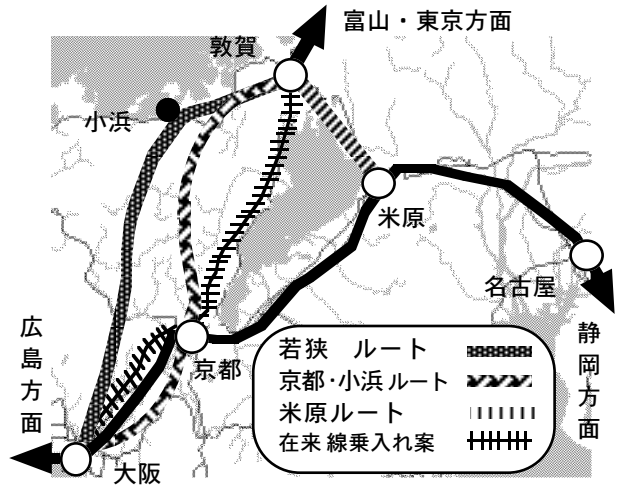 富山・東京方面
敦賀
小浜
米原
名古屋
広島方面
静岡方面
京都
大阪
若狭 ルート
京都・小浜ルート
米原ルート
在来線乗入れ案